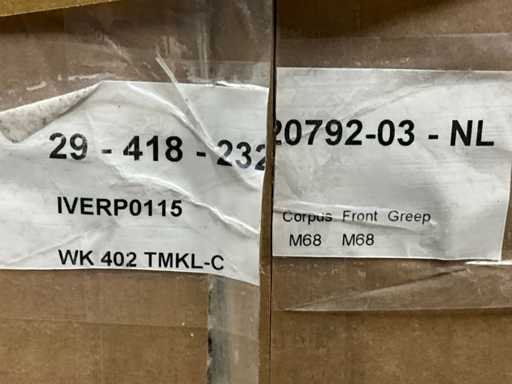 29 - 418 - 232
20792-03 - NL
IVERP0115
Corpus Front Greep
WK 402 TMKL-C
M68 M68